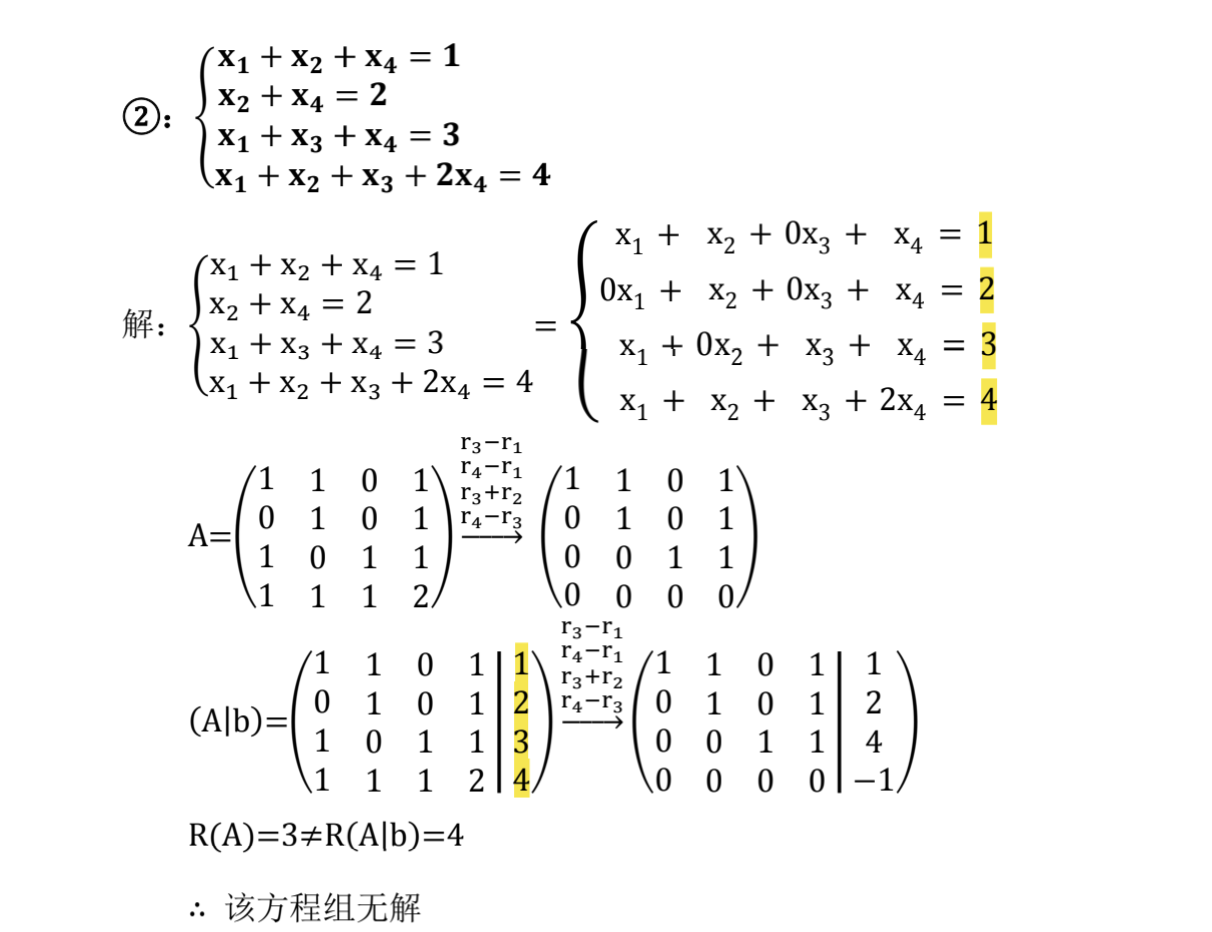 ②：
x₁ + x₂ + x₄ = 1
x₂ + x₄ = 2
x₁ + x₃ + x₄ = 3
x₁ + x₂ + x₃ + 2x₄ = 4
解：
x₁ + x₂ + x₄ = 1
x₂ + x₄ = 2
x₁ + x₃ + x₄ = 3
x₁ + x₂ + x₃ + 2x₄ = 4
=
x₁ + x₂ + 0x₃ + x₄ = 1
0x₁ + x₂ + 0x₃ + x₄ = 2
x₁ + 0x₂ + x₃ + x₄ = 3
x₁ + x₂ + x₃ + 2x₄ = 4
A=
1 1 0 1
0 1 0 1
1 0 1 1
1 1 1 2
r₃−r₁
r₄−r₁
r₃+r₂
r₄−r₃
→
1 1 0 1
0 1 0 1
0 0 1 1
0 0 0 0
(A|b)=
1 1 0 1 | 1
0 1 0 1 | 2
1 0 1 1 | 3
1 1 1 2 | 4
r₃−r₁
r₄−r₁
r₃+r₂
r₄−r₃
→
1 1 0 1 | 1
0 1 0 1 | 2
0 0 1 1 | 4
0 0 0 0 | −1
R(A)=3≠R(A|b)=4
∴ 该方程组无解